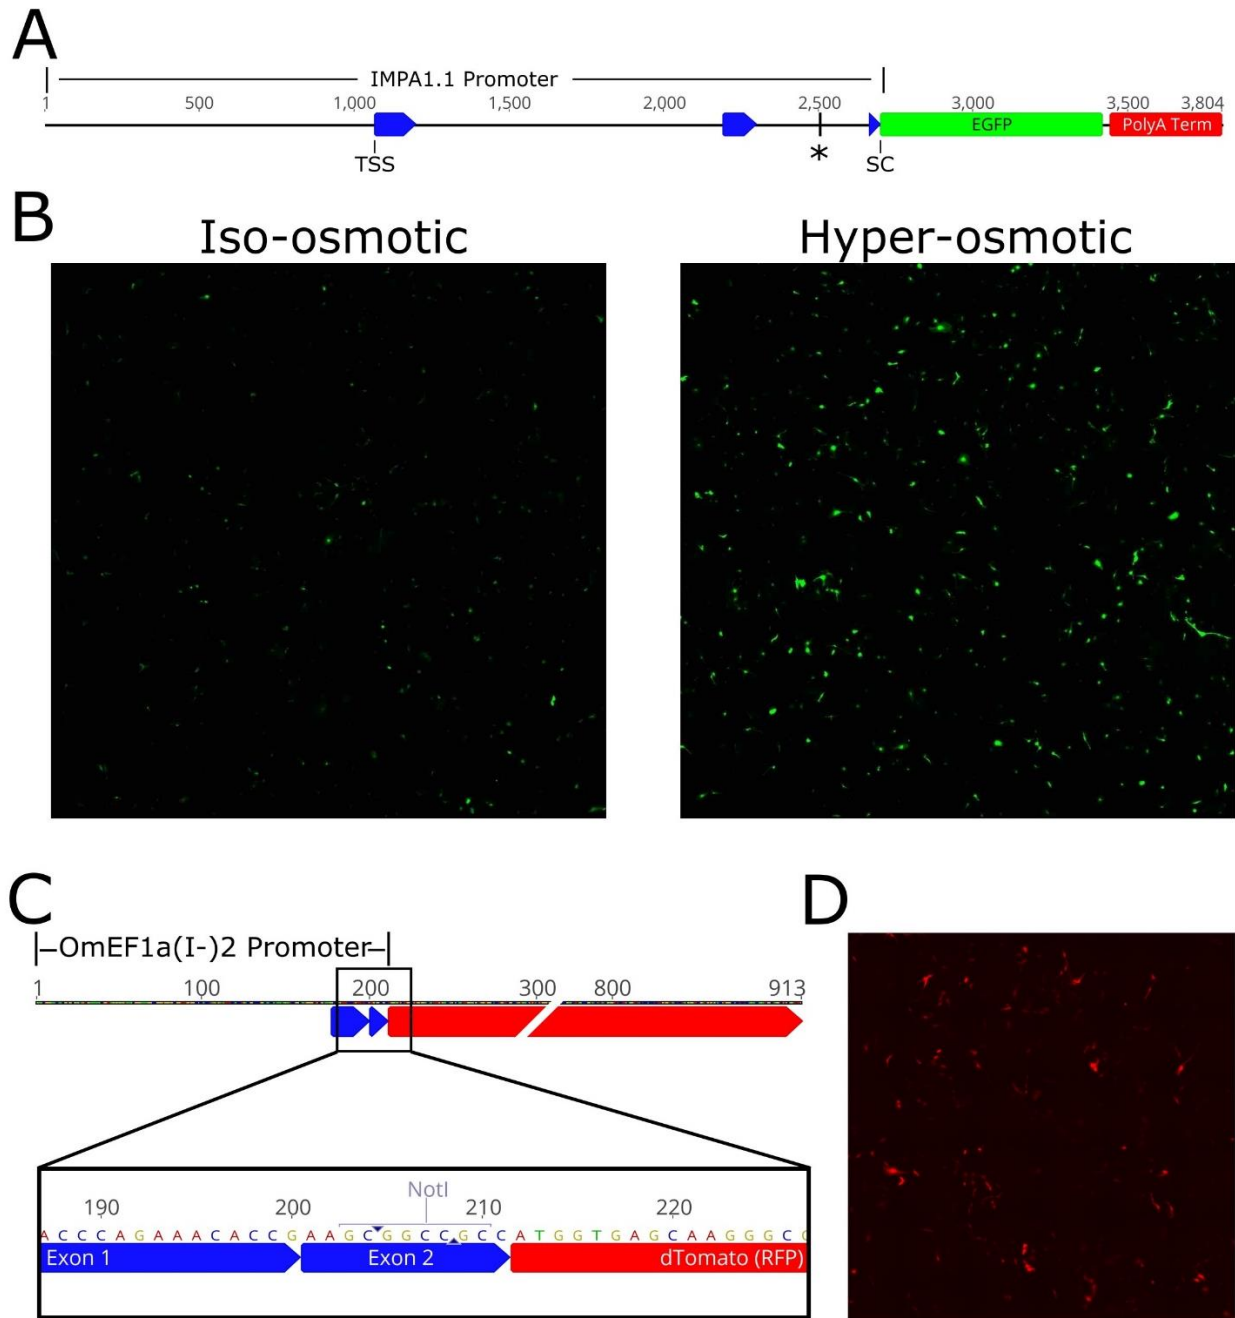 A
IMPA1.1 Promoter
1 500 1,000 1,500 2,000 2,500 3,000 3,500 3,804
EGFP PolyA Term
TSS * SC
B
Iso-osmotic Hyper-osmotic
C
OmEF1a(I-)2 Promoter
1 100 200 300 800 913
D
NotI
190 200 210 220
A C C C A G A A A C A C C G A A G C G G C C G C C A T G G T G A G C A A G G G C G
Exon 1 Exon 2 dTomato (RFP)